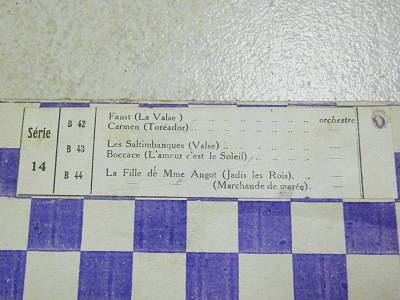 Série
14
B 42
Faust (La Valse ) .. .. .. .. .. .. orchestre
Carmen (Toréador) .. .. .. .. .. .. —
B 43
Les Saltimbanques (Valse) .. .. .. .. .. —
Boccace (L'amour c'est le Soleil) .. .. .. .. —
B 44
La Fille de Mme Angot (Jadis les Rois). .. —
— (Marchande de marée). —